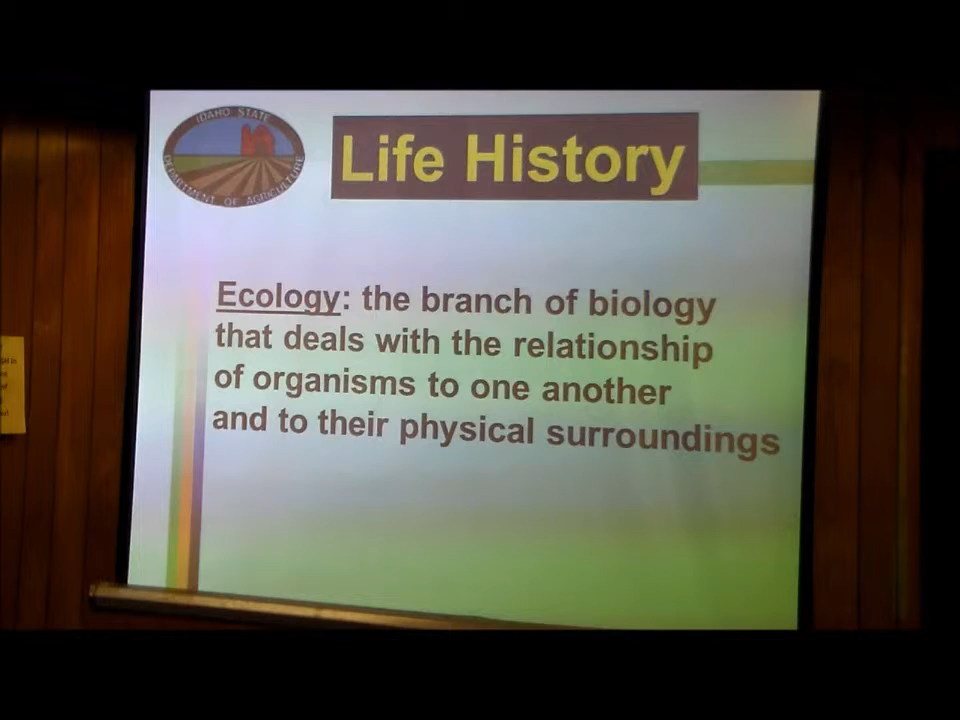 IDAHO STATE
DEPARTMENT OF AGRICULTURE
Life History
Ecology: the branch of biology
that deals with the relationship
of organisms to one another
and to their physical surroundings